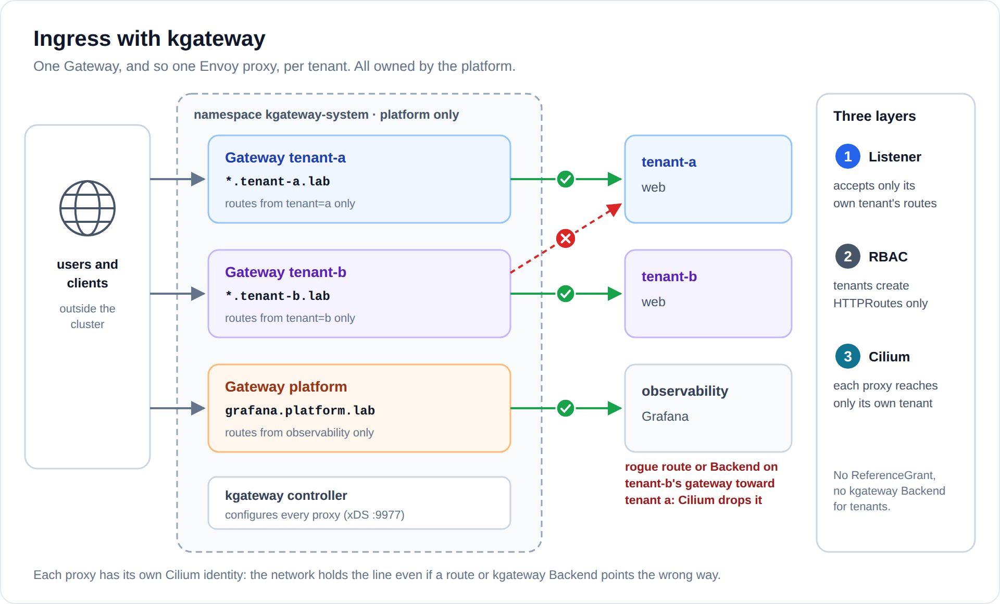 Ingress with kgateway
One Gateway, and so one Envoy proxy, per tenant. All owned by the platform.
users and
clients
outside the
cluster
namespace kgateway-system · platform only
Gateway tenant-a
*.tenant-a.lab
routes from tenant=a only
Gateway tenant-b
*.tenant-b.lab
routes from tenant=b only
Gateway platform
grafana.platform.lab
routes from observability only
kgateway controller
configures every proxy (xDS :9977)
tenant-a
web
tenant-b
web
observability
Grafana
rogue route or Backend on
tenant-b's gateway toward
tenant a: Cilium drops it
Three layers
1 Listener
accepts only its
own tenant's routes
2 RBAC
tenants create
HTTPRoutes only
3 Cilium
each proxy reaches
only its own tenant
No ReferenceGrant,
no kgateway Backend
for tenants.
Each proxy has its own Cilium identity: the network holds the line even if a route or kgateway Backend points the wrong way.